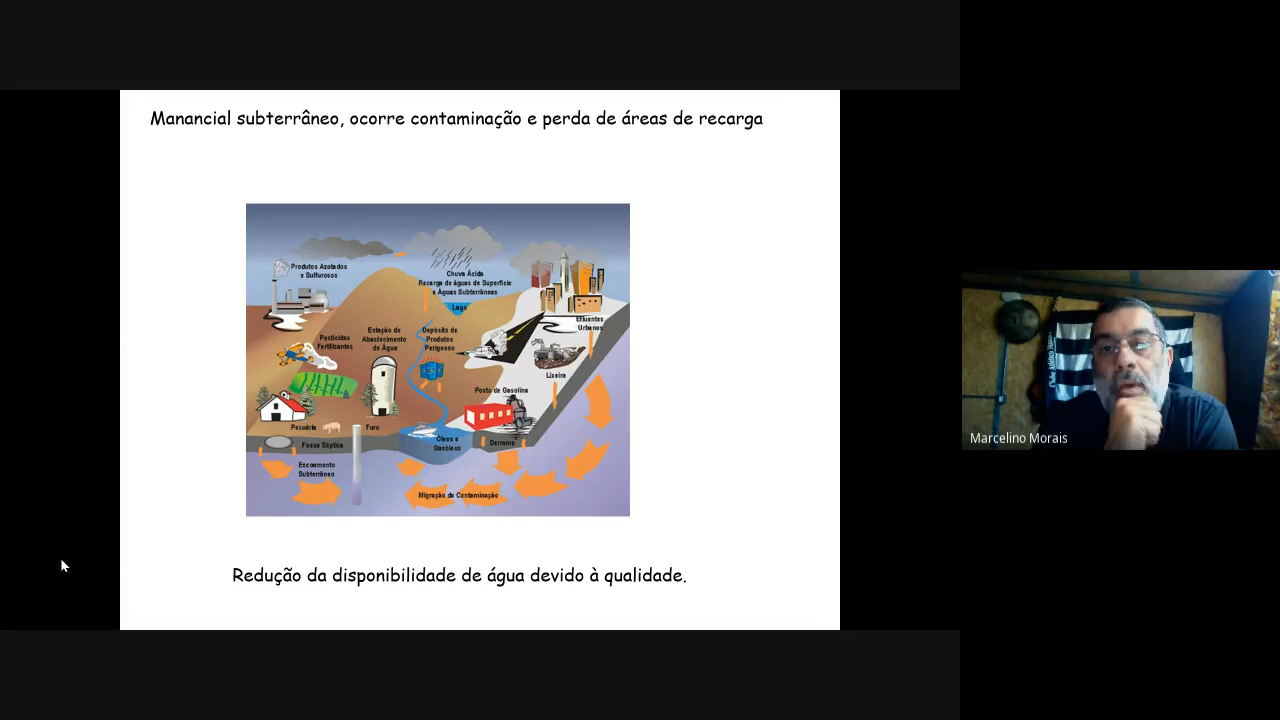 Manancial subterrâneo, ocorre contaminação e perda de áreas de recarga
Produtos Azotados
e Sulfurosos
Chuva Ácida
Recarga de águas de Superfície
e Águas Subterrâneas
Lago
Efluentes
Urbanos
Pesticidas
Fertilizantes
Estação de
Abastecimento
de Água
Depósito de
Produtos
Perigosos
Lixeira
Posto de Gasolina
Pecuária
Furo
Fossa Séptica
Óleos e
Gasóleos
Derrame
Escoamento
Subterrâneo
Migração da Contaminação
Redução da disponibilidade de água devido à qualidade.
Marcelino Morais